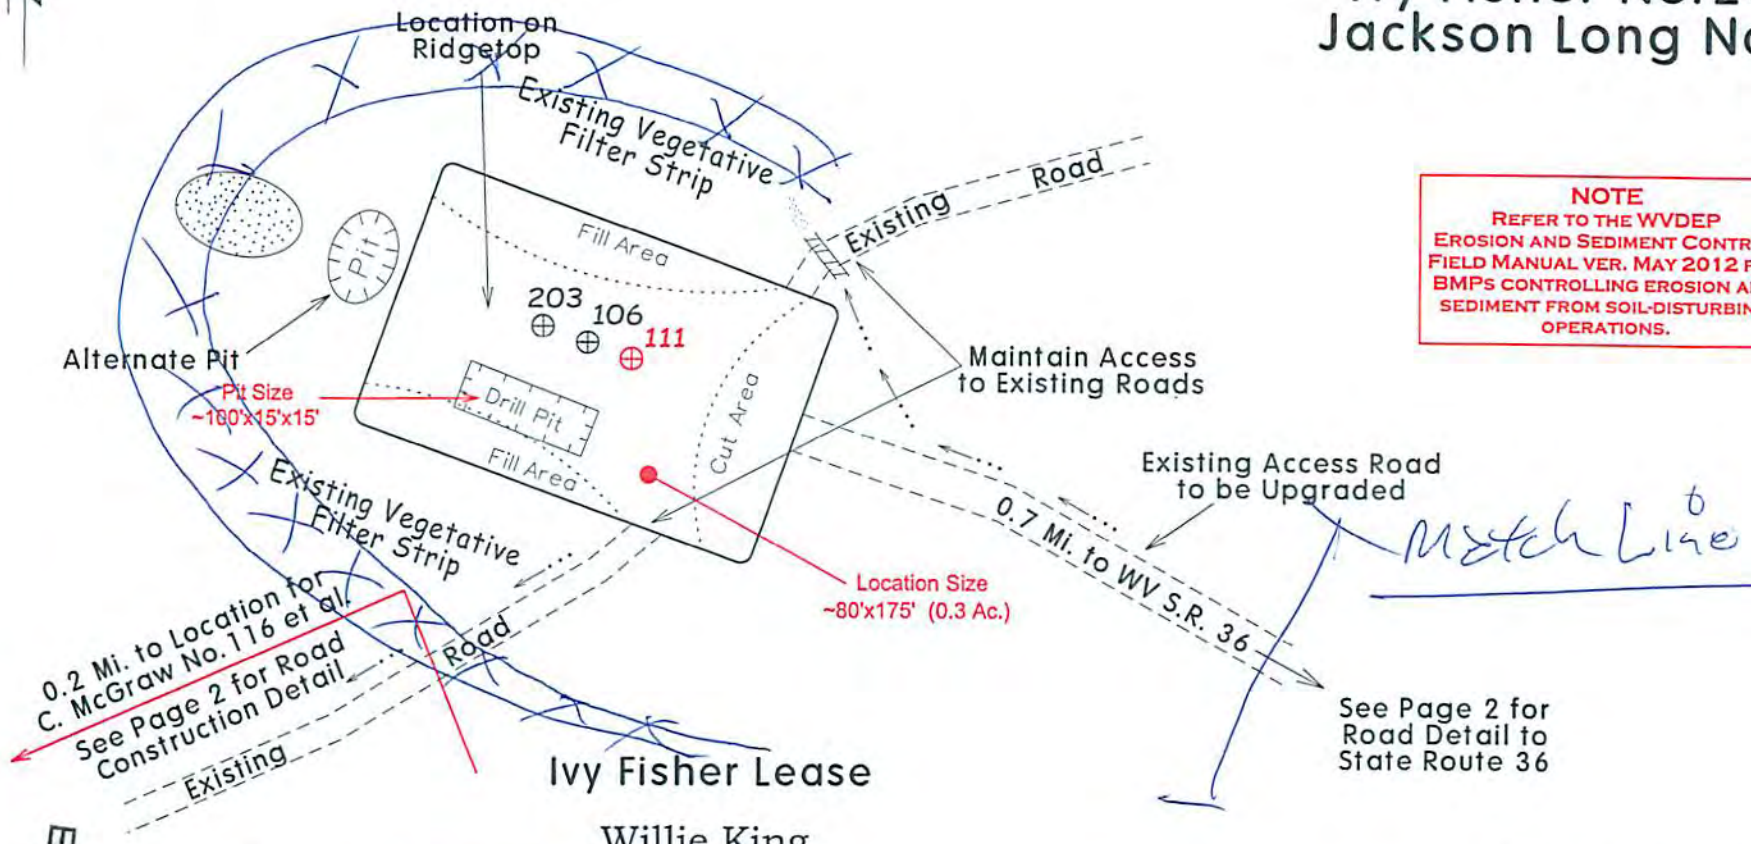 Jackson Long No
Location on
Ridgetop
Existing Vegetative
Filter Strip
Existing Road
NOTE
REFER TO THE WVDEP
EROSION AND SEDIMENT CONTR
FIELD MANUAL VER. MAY 2012 F
BMPS CONTROLLING EROSION A
SEDIMENT FROM SOIL-DISTURBIN
OPERATIONS.
Fill Area
Pit
203
106
111
Alternate Pit
Pit Size
~100'x15'x15'
Drill Pit
Cut Area
Fill Area
Maintain Access
to Existing Roads
Existing Access Road
to be Upgraded
Match Line
0.7 Mi. to WV S.R. 36
Existing Vegetative
Filter Strip
Location Size
~80'x175' (0.3 Ac.)
0.2 Mi. to Location for
C. McGraw No. 116 et al.
See Page 2 for Road
Construction Detail
Existing Road
See Page 2 for
Road Detail to
State Route 36
Ivy Fisher Lease
Willie King
E